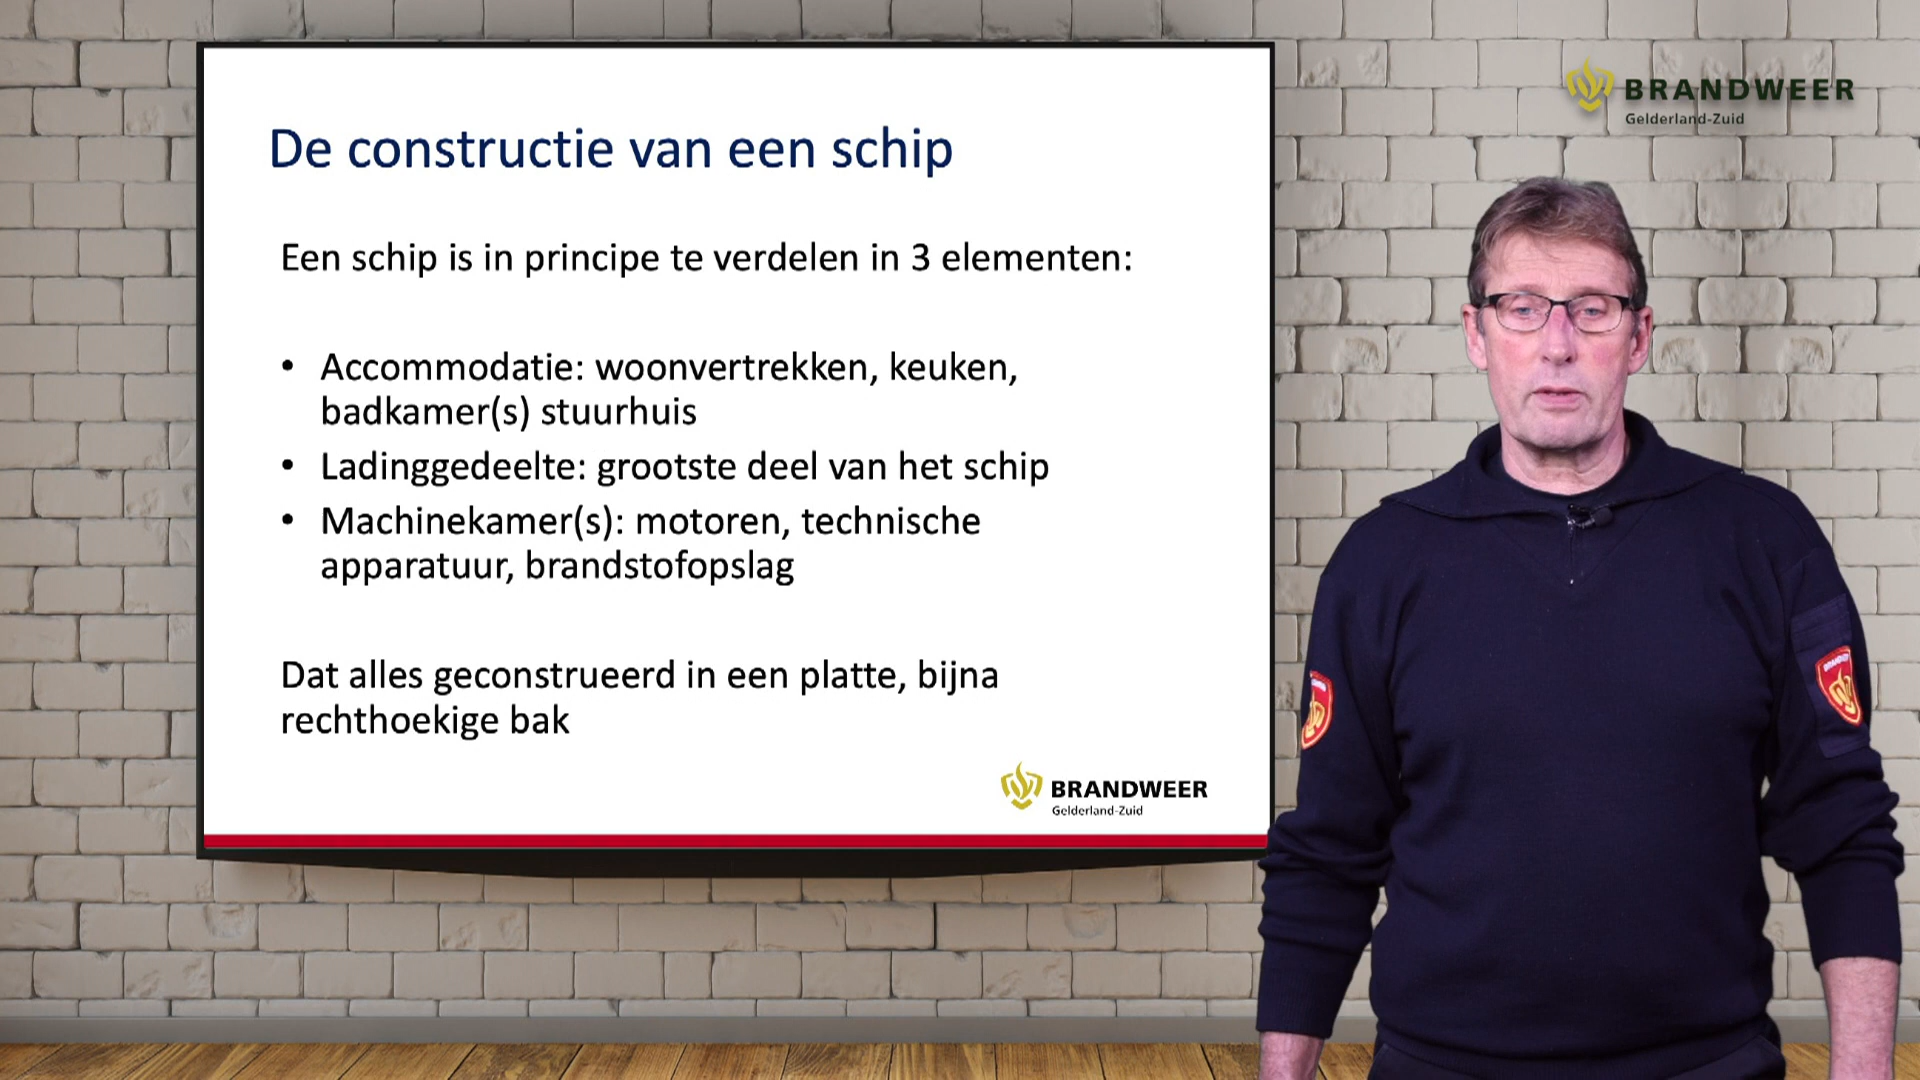 De constructie van een schip
Een schip is in principe te verdelen in 3 elementen:
• Accommodatie: woonvertrekken, keuken,
badkamer(s) stuurhuis
• Ladinggedeelte: grootste deel van het schip
• Machinekamer(s): motoren, technische
apparatuur, brandstofopslag
Dat alles geconstrueerd in een platte, bijna
rechthoekige bak
BRANDWEER
Gelderland-Zuid
BRANDWEER
Gelderland-Zuid